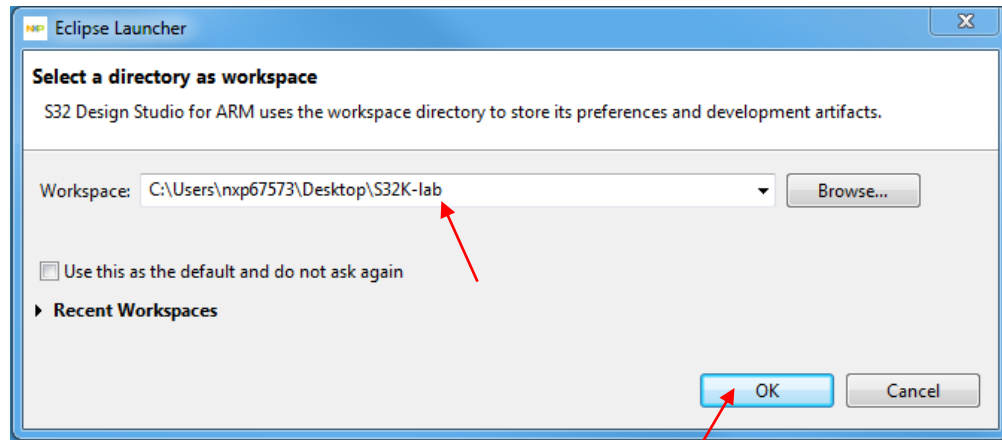 NXP Eclipse Launcher
Select a directory as workspace
S32 Design Studio for ARM uses the workspace directory to store its preferences and development artifacts.
Workspace: C:\Users\nxp67573\Desktop\S32K-lab Browse...
Use this as the default and do not ask again
Recent Workspaces
OK Cancel